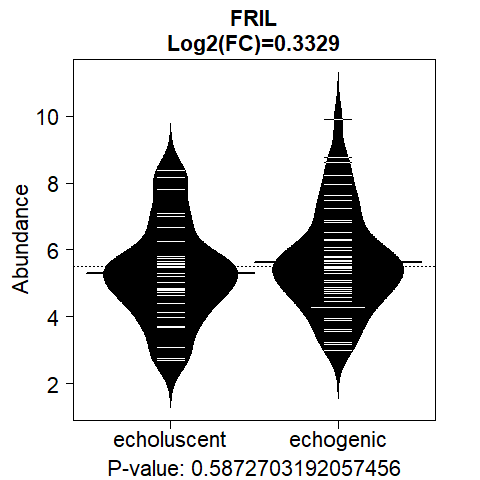 FRIL
Log2(FC)=0.3329
Abundance
10
8
6
4
2
echoluscent echogenic
P-value: 0.5872703192057456